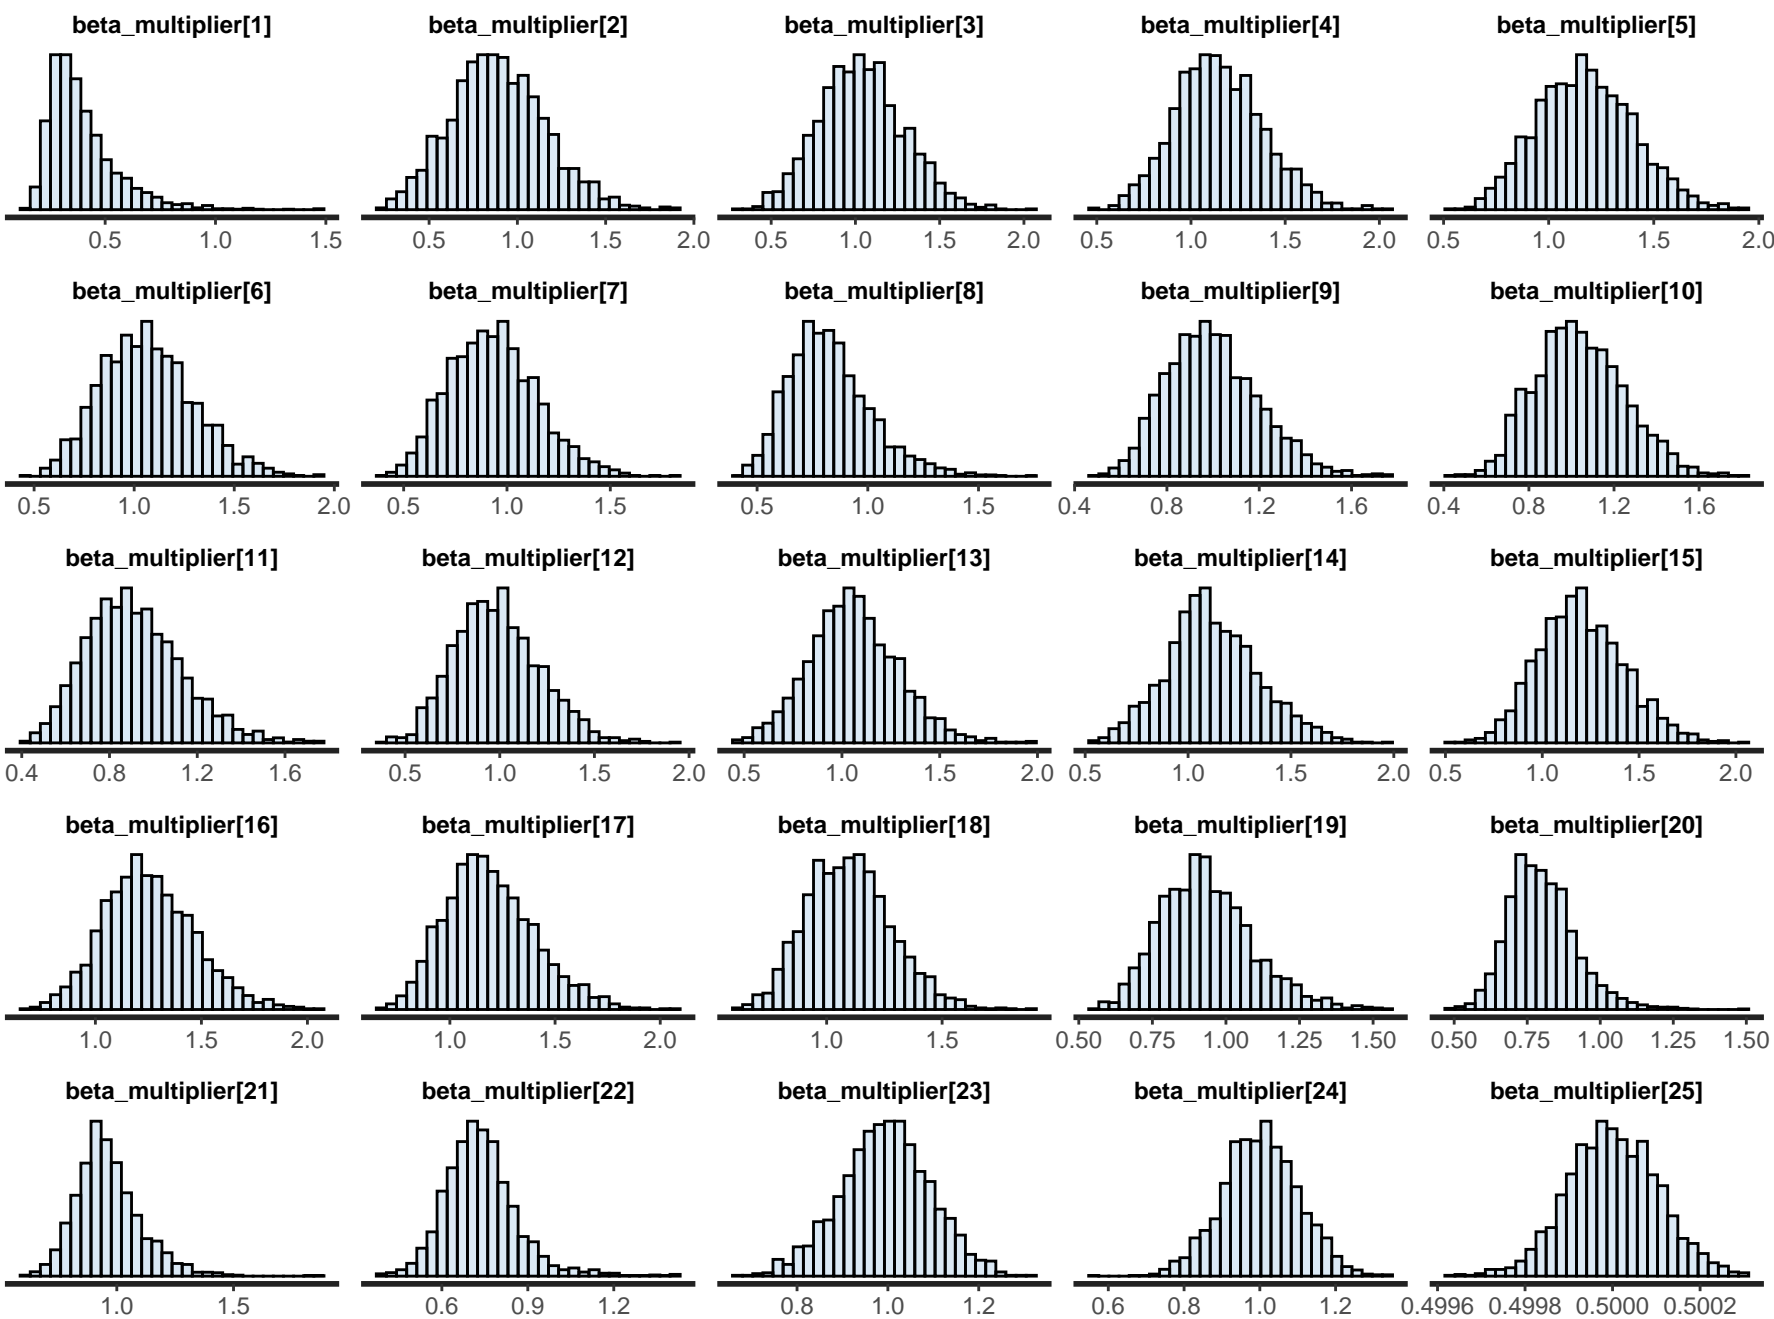 beta_multiplier[1] beta_multiplier[2] beta_multiplier[3] beta_multiplier[4] beta_multiplier[5]
0.5 1.0 1.5 0.5 1.0 1.5 2.0 0.5 1.0 1.5 2.0 0.5 1.0 1.5 2.0 0.5 1.0 1.5 2.0
beta_multiplier[6] beta_multiplier[7] beta_multiplier[8] beta_multiplier[9] beta_multiplier[10]
0.5 1.0 1.5 2.0 0.5 1.0 1.5 0.5 1.0 1.5 0.4 0.8 1.2 1.6 0.4 0.8 1.2 1.6
beta_multiplier[11] beta_multiplier[12] beta_multiplier[13] beta_multiplier[14] beta_multiplier[15]
0.4 0.8 1.2 1.6 0.5 1.0 1.5 2.0 0.5 1.0 1.5 2.0 0.5 1.0 1.5 2.0 0.5 1.0 1.5 2.0
beta_multiplier[16] beta_multiplier[17] beta_multiplier[18] beta_multiplier[19] beta_multiplier[20]
1.0 1.5 2.0 1.0 1.5 2.0 1.0 1.5 0.50 0.75 1.00 1.25 1.50 0.50 0.75 1.00 1.25 1.50
beta_multiplier[21] beta_multiplier[22] beta_multiplier[23] beta_multiplier[24] beta_multiplier[25]
1.0 1.5 0.6 0.9 1.2 0.8 1.0 1.2 0.6 0.8 1.0 1.2 0.4996 0.4998 0.5000 0.5002